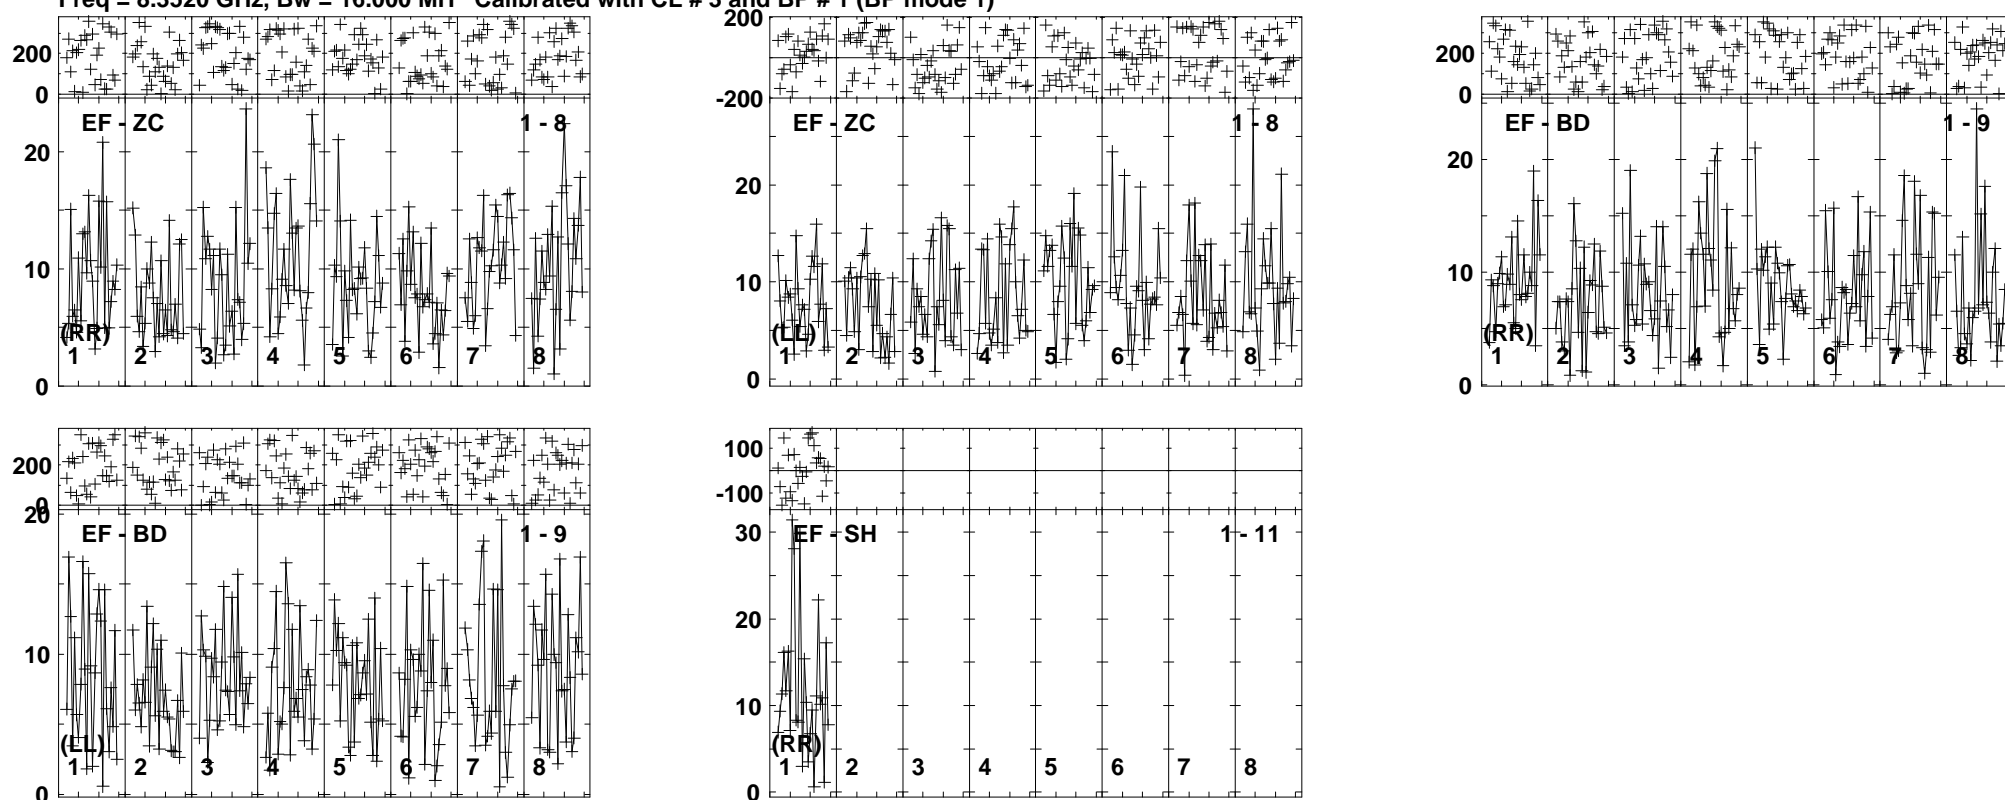 Freq = 8.3520 GHz, Bw = 16.000 MH Calibrated with CL # 3 and BP # 1 (BP mode 1)
200
0
EF - ZC
1 - 8
20
10
0
(RR)
1 2 3 4 5 6 7 8
200
-200
EF - ZC
1 - 8
20
10
0
(LL)
1 2 3 4 5 6 7 8
200
0
EF - BD
1 - 9
20
10
0
(RR)
1 2 3 4 5 6 7 8
200
0
20
EF - BD
1 - 9
10
0
(LL)
1 2 3 4 5 6 7 8
100
-100
EF - SH
1 - 11
30
20
10
0
(RR)
1 2 3 4 5 6 7 8